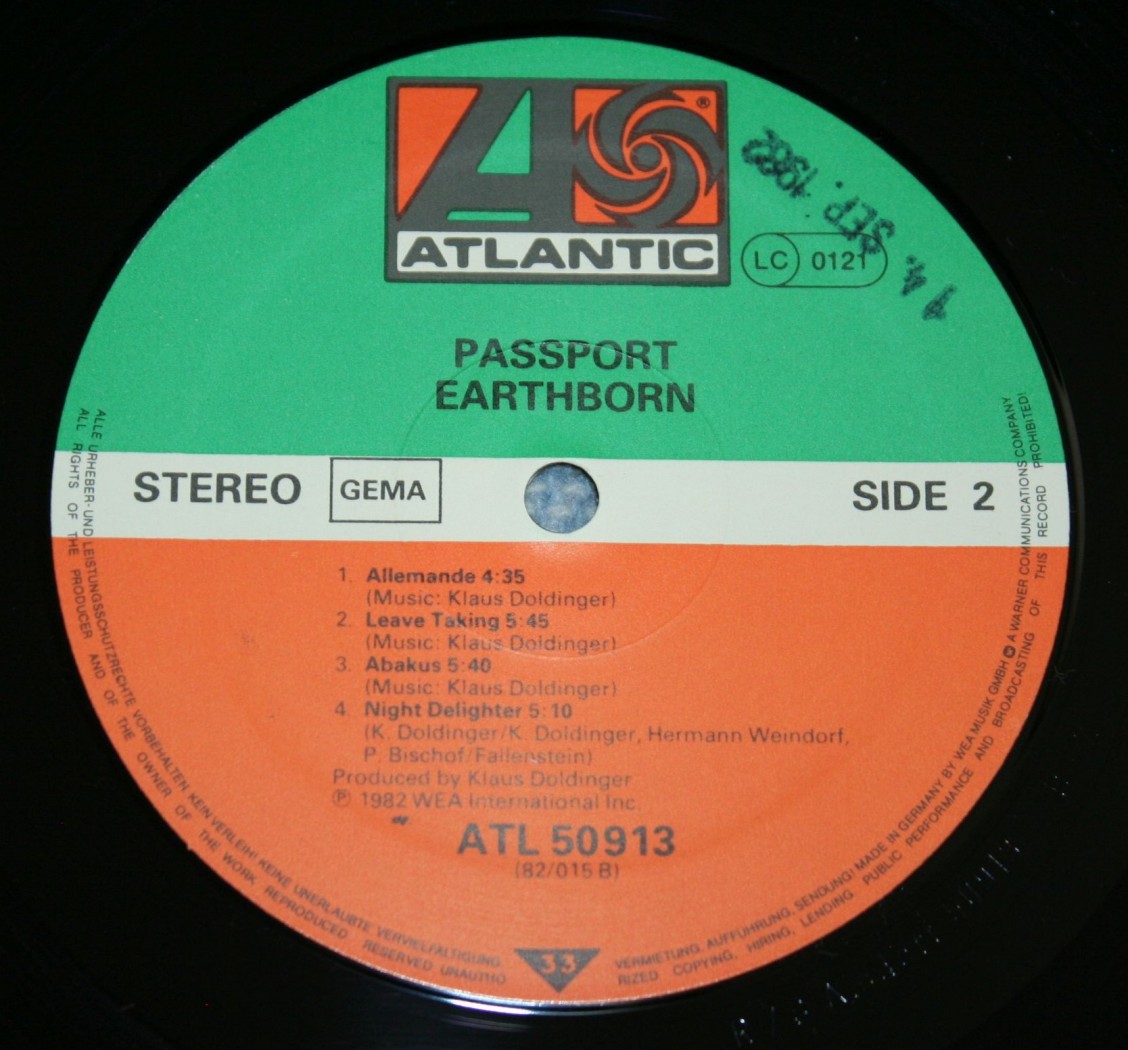 ATLANTIC
®
LC 0121
14. SEP. 1982
PASSPORT
EARTHBORN
STEREO GEMA SIDE 2
1. Allemande 4:35
(Music: Klaus Doldinger)
2. Leave Taking 5:45
(Music: Klaus Doldinger)
3. Abakus 5:40
(Music: Klaus Doldinger)
4. Night Delighter 5:10
(K. Doldinger/K. Doldinger, Hermann Weindorf,
P. Bischof/Fallenstein)
Produced by Klaus Doldinger
℗ 1982 WEA International Inc.
ATL 50913
(82/015 B)
33
ALLE URHEBER- UND LEISTUNGSSCHUTZRECHTE VORBEHALTEN KEIN VERLEIH! KEINE UNERLAUBTE VERVIELFÄLTIGUNG VERMIETUNG, AUFFÜHRUNG, SENDUNG! MADE IN GERMANY BY WEA MUSIK GMBH A WARNER COMMUNICATIONS COMPANY
ALL RIGHTS OF THE PRODUCER AND OF THE OWNER OF THE WORK REPRODUCED RESERVED UNAUTHO RIZED COPYING, HIRING, LENDING PUBLIC PERFORMANCE AND BROADCASTING OF THIS RECORD PROHIBITED!